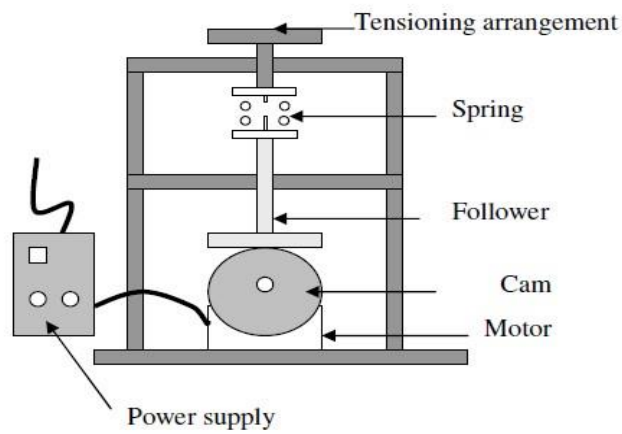 Tensioning arrangement
Spring
Follower
Cam
Motor
Power supply